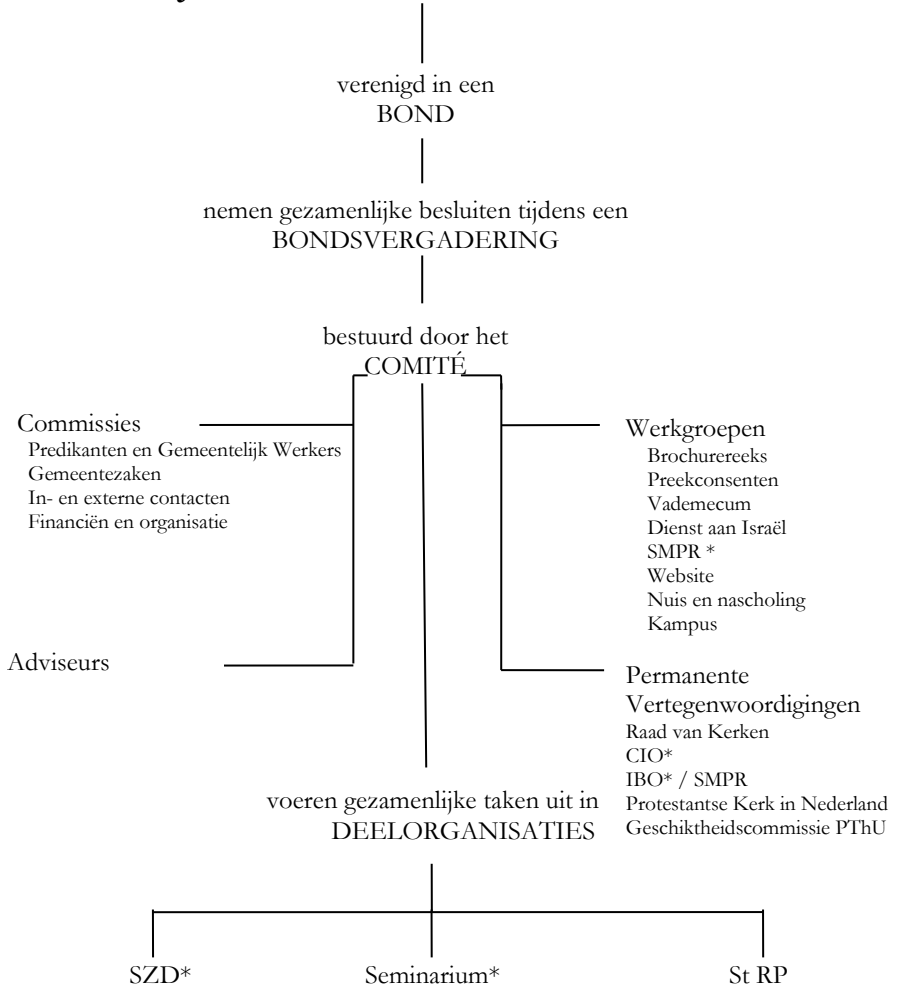 verenigd in een
BOND
nemen gezamenlijke besluiten tijdens een
BONDSVERGADERING
bestuurd door het
COMITÉ
Commissies
Predikanten en Gemeentelijk Werkers
Gemeentezaken
In- en externe contacten
Financiën en organisatie
Werkgroepen
Brochurereeks
Preekconsenten
Vademecum
Dienst aan Israël
SMPR *
Website
Nuis en nascholing
Kampus
Adviseurs
Permanente
Vertegenwoordigingen
Raad van Kerken
CIO*
IBO* / SMPR
Protestantse Kerk in Nederland
Geschiktheidscommissie PThU
voeren gezamenlijke taken uit in
DEELORGANISATIES
SZD*
Seminarium*
St RP